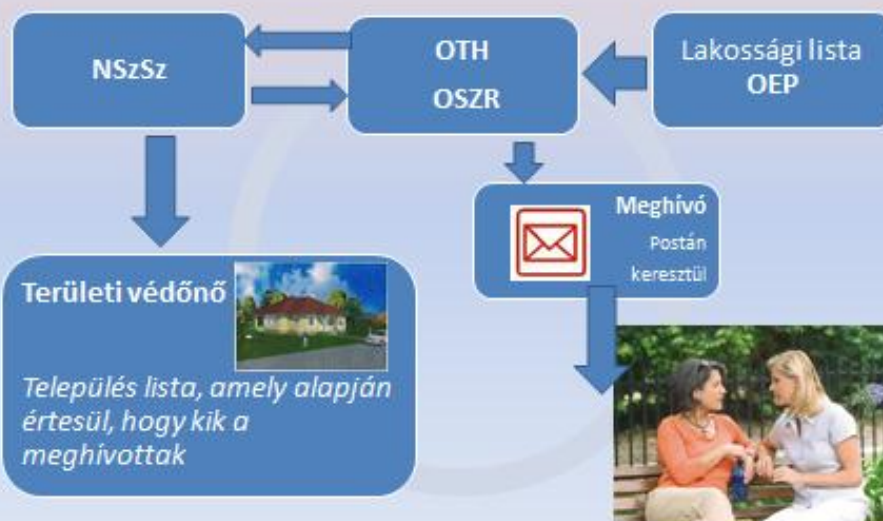 NSzSz
OTH
OSZR
Lakossági lista
OEP
Meghívó
Postán
keresztül
Területi védőnő
Település lista, amely alapján
értesül, hogy kik a
meghívottak